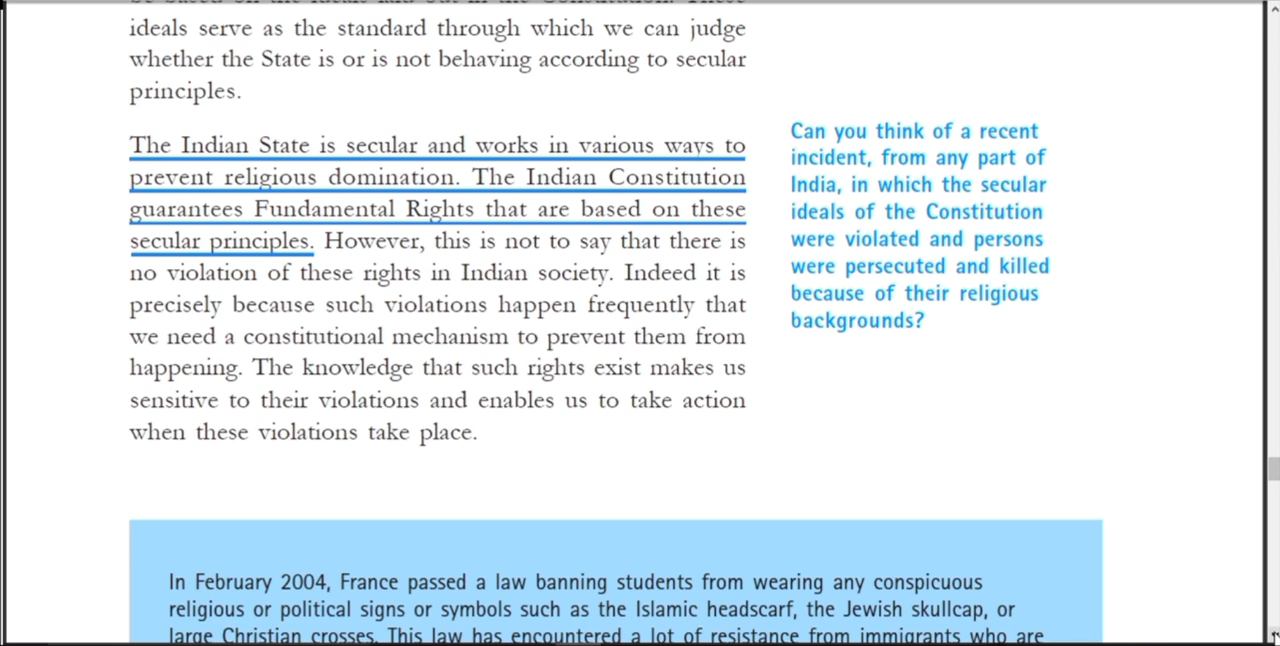 ideals serve as the standard through which we can judge
whether the State is or is not behaving according to secular
principles.
The Indian State is secular and works in various ways to
prevent religious domination. The Indian Constitution
guarantees Fundamental Rights that are based on these
secular principles. However, this is not to say that there is
no violation of these rights in Indian society. Indeed it is
precisely because such violations happen frequently that
we need a constitutional mechanism to prevent them from
happening. The knowledge that such rights exist makes us
sensitive to their violations and enables us to take action
when these violations take place.
Can you think of a recent
incident, from any part of
India, in which the secular
ideals of the Constitution
were violated and persons
were persecuted and killed
because of their religious
backgrounds?
In February 2004, France passed a law banning students from wearing any conspicuous
religious or political signs or symbols such as the Islamic headscarf, the Jewish skullcap, or
large Christian crosses. This law has encountered a lot of resistance from immigrants who are